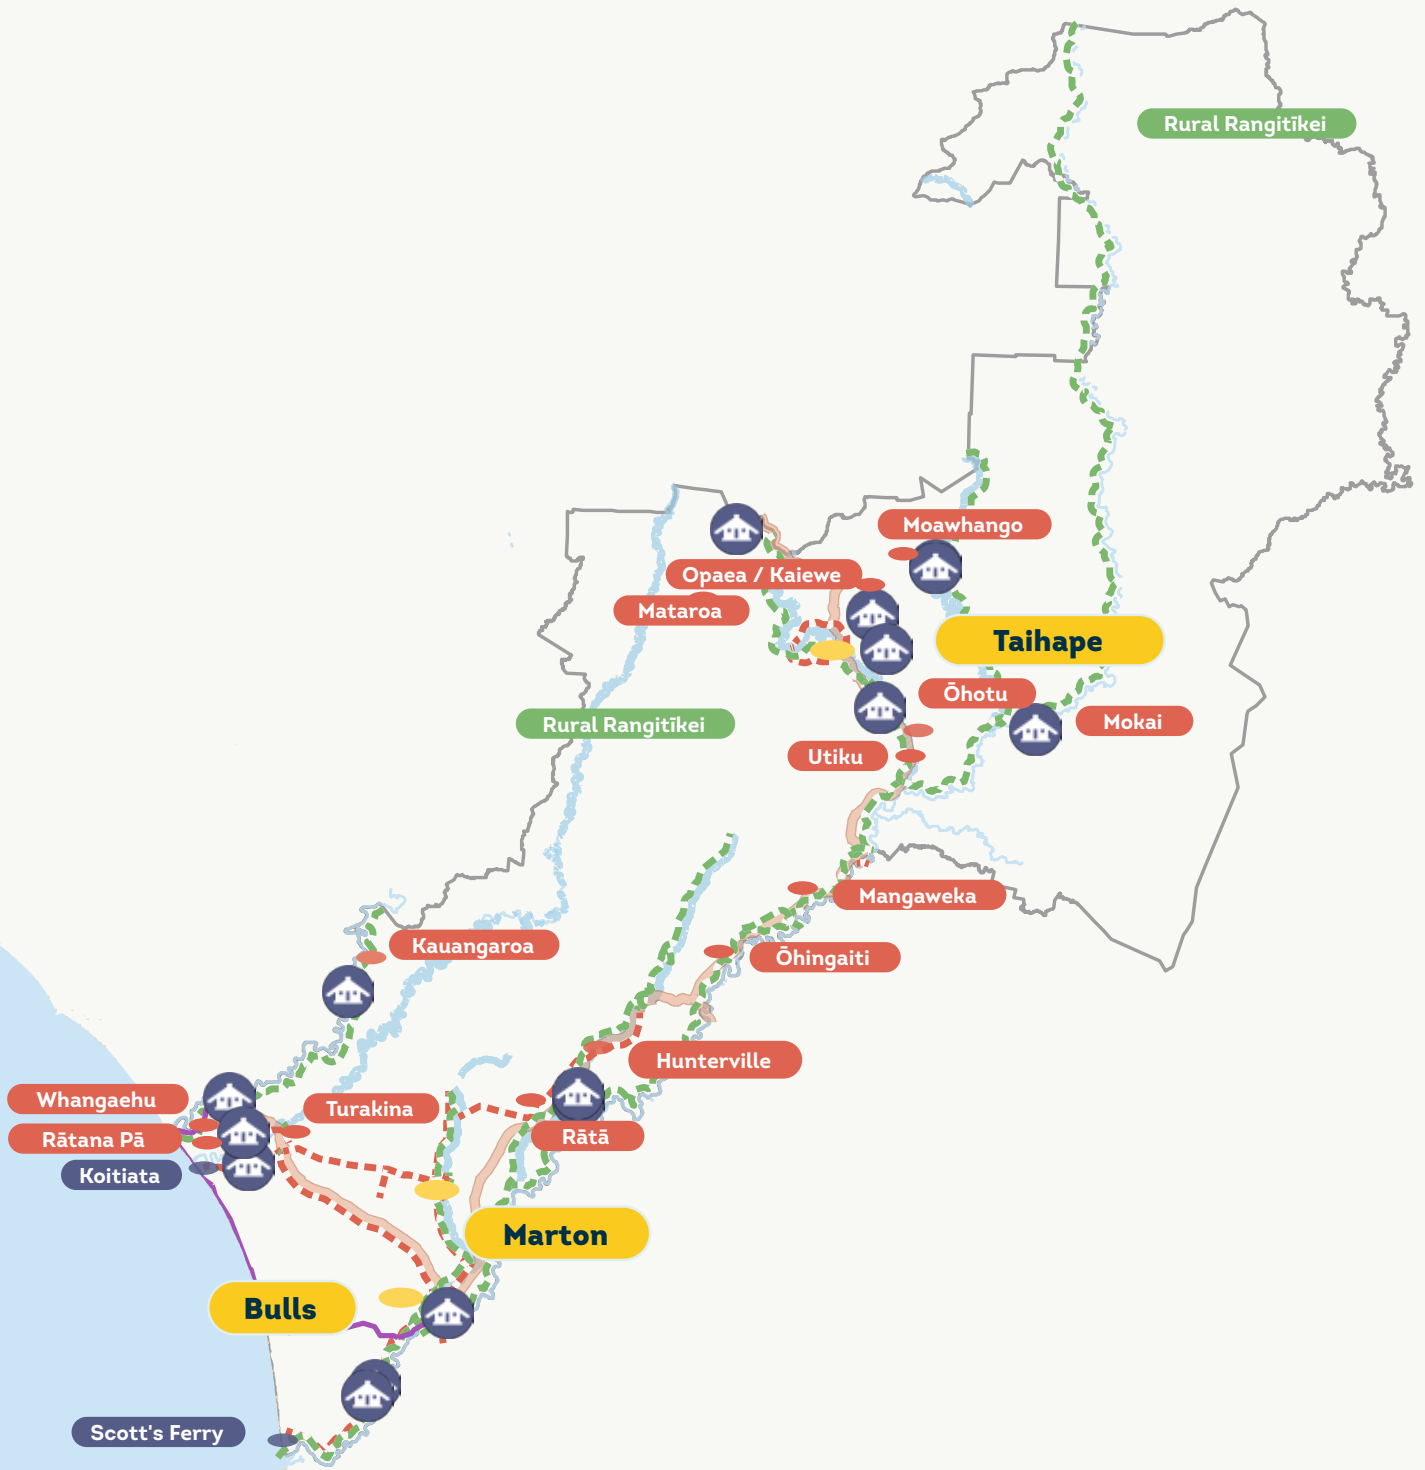 Rural Rangitīkei
Moawhango
Opaea / Kaiewe
Mataroa
Taihape
Ōhotu
Mokai
Rural Rangitīkei
Utiku
Mangaweka
Kauangaroa
Ōhingaiti
Hunterville
Whangaehu
Turakina
Rātana Pā
Rātā
Koitiata
Marton
Bulls
Scott's Ferry